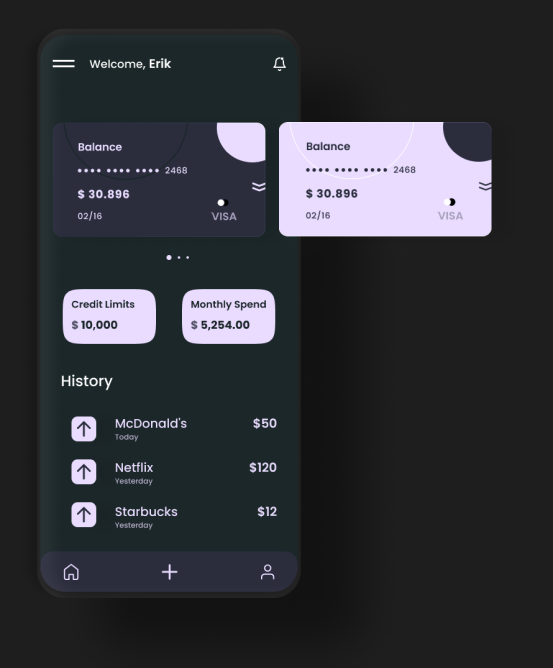 Welcome, Erik
Balance
•••• •••• •••• 2468
$ 30.896
02/16
VISA
Balance
•••• •••• •••• 2468
$ 30.896
02/16
VISA
Credit Limits
$ 10,000
Monthly Spend
$ 5,254.00
History
McDonald's
$50
Today
Netflix
$120
Yesterday
Starbucks
$12
Yesterday